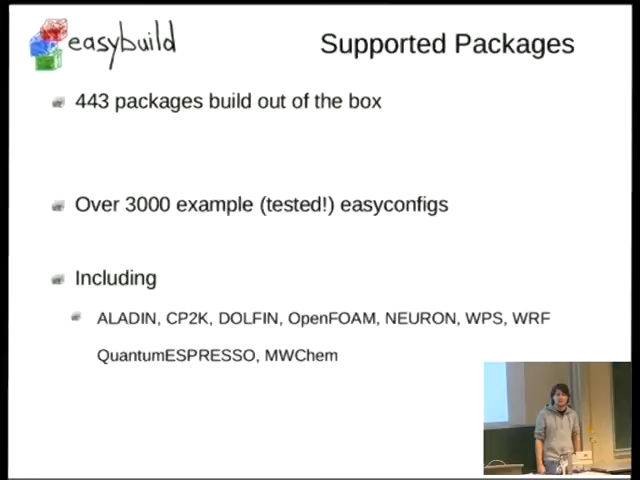 easybuild
Supported Packages
443 packages build out of the box
Over 3000 example (tested!) easyconfigs
Including
ALADIN, CP2K, DOLFIN, OpenFOAM, NEURON, WPS, WRF
QuantumESPRESSO, MWChem